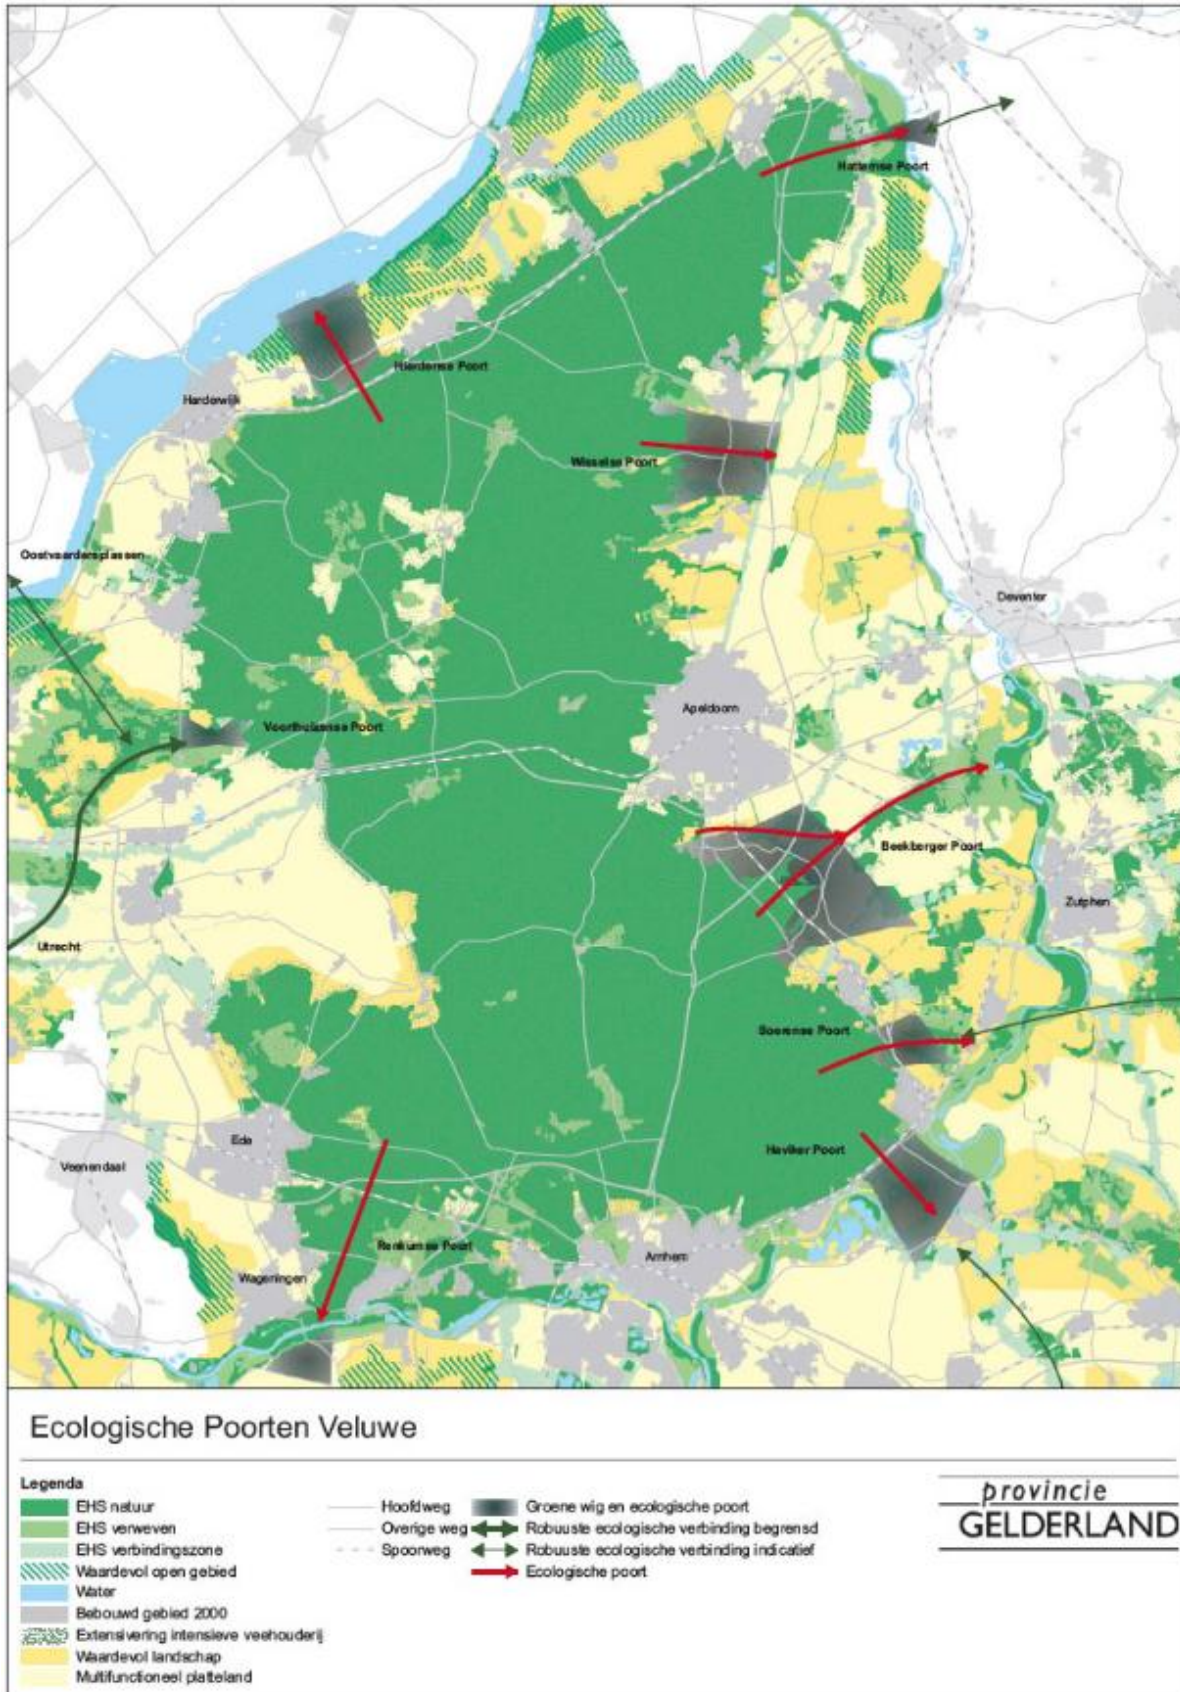 Hattemse Poort
Hierdense Poort
Harderwijk
Wisselse Poort
Oostvaardersplassen
Deventer
Apeldoorn
Voorthuizense Poort
Beekberger Poort
Zutphen
Utrecht
Soerense Poort
Ede
Haviker Poort
Veenendaal
Renkumse Poort
Arnhem
Wageningen
Ecologische Poorten Veluwe
Legenda
EHS natuur
EHS verweven
EHS verbindingszone
Waardevol open gebied
Water
Bebouwd gebied 2000
Extensivering intensieve veehouderij
Waardevol landschap
Multifunctioneel platteland
Hoofdweg
Overige weg
Spoorweg
Groene wig en ecologische poort
Robuuste ecologische verbinding begrensd
Robuuste ecologische verbinding indicatief
Ecologische poort
provincie
GELDERLAND